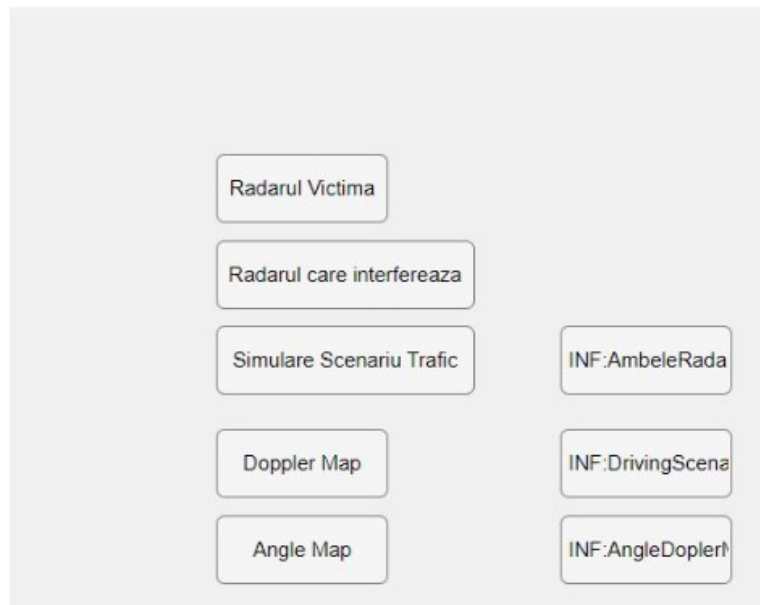 Radarul Victima
Radarul care interfereaza
Simulare Scenariu Trafic
INF:AmbeleRada
Doppler Map
INF:DrivingScena
Angle Map
INF:AngleDopler